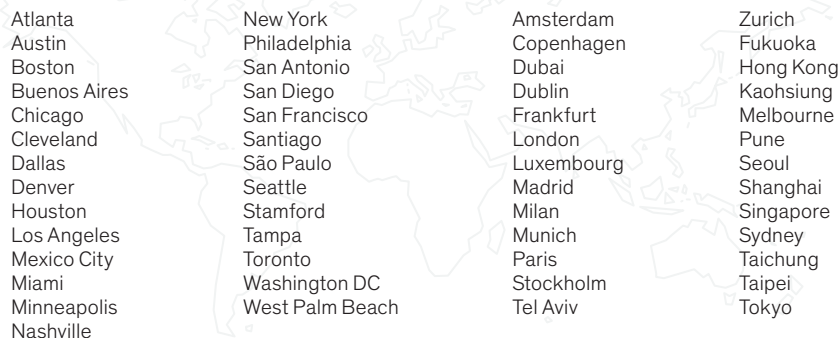 Atlanta
Austin
Boston
Buenos Aires
Chicago
Cleveland
Dallas
Denver
Houston
Los Angeles
Mexico City
Miami
Minneapolis
Nashville
New York
Philadelphia
San Antonio
San Diego
San Francisco
Santiago
São Paulo
Seattle
Stamford
Tampa
Toronto
Washington DC
West Palm Beach
Amsterdam
Copenhagen
Dubai
Dublin
Frankfurt
London
Luxembourg
Madrid
Milan
Munich
Paris
Stockholm
Tel Aviv
Zurich
Fukuoka
Hong Kong
Kaohsiung
Melbourne
Pune
Seoul
Shanghai
Singapore
Sydney
Taichung
Taipei
Tokyo